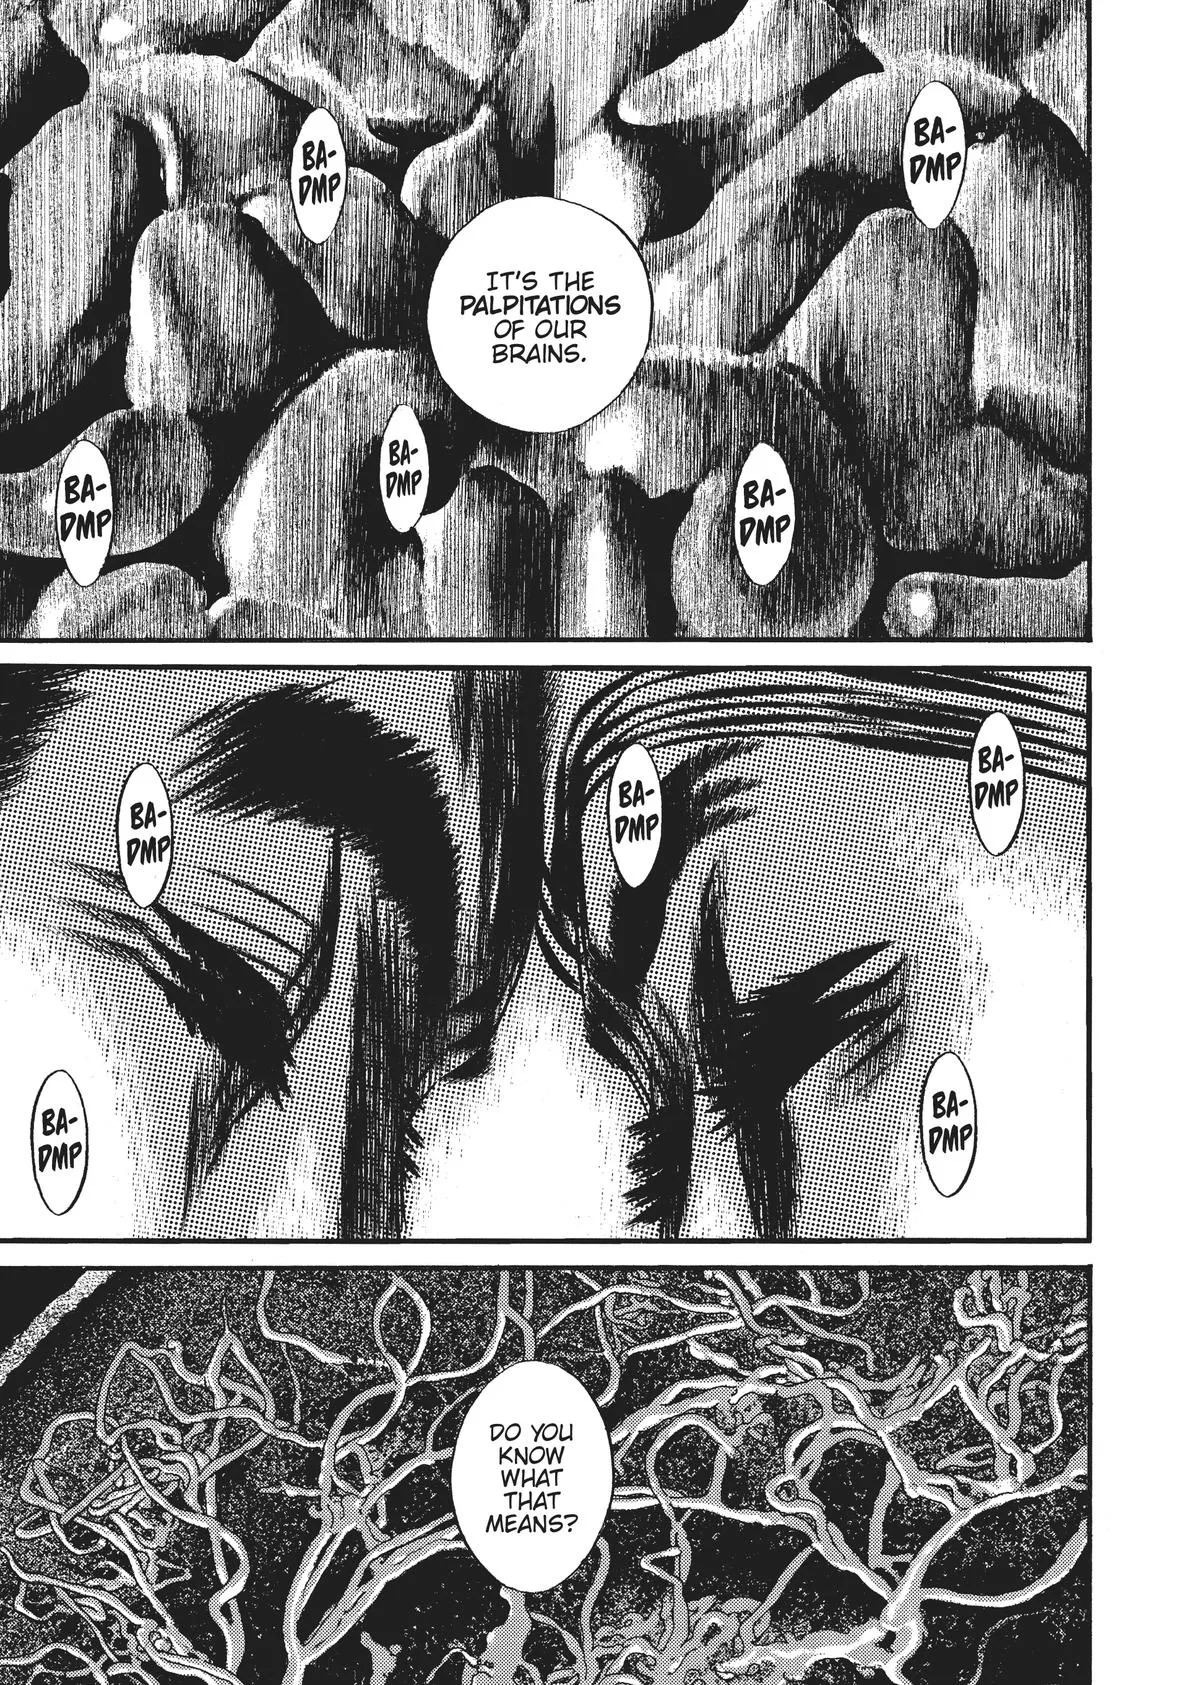 BA-
DMP
BA-
DMP
IT'S THE
PALPITATIONS
OF OUR
BRAINS.
BA-
DMP
BA-
DMP
BA-
DMP
BA-
DMP
BA-
DMP
BA-
DMP
BA-
DMP
BA-
DMP
DO YOU
KNOW
WHAT
THAT
MEANS?